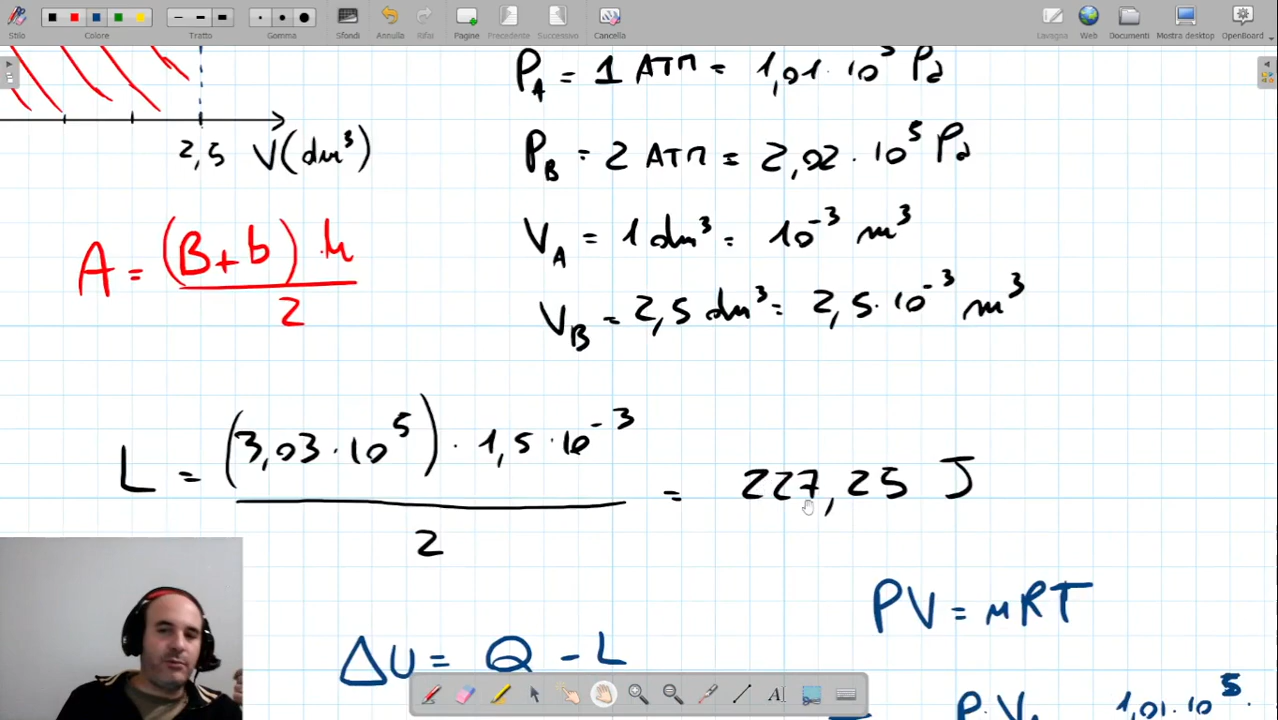 Stilo Colore Tratto Gomma Sfondi Annulla Rifai Pagine Precedente Successivo Cancella Lavagna Web Documenti Mostra desktop OpenBoard
P_A = 1 ATM = 1,01·10⁵ Pa
P_B = 2 ATM = 2,02·10⁵ Pa
2,5 V(dm³)
V_A = 1 dm³ = 10⁻³ m³
A = (B+b)·h / 2
V_B = 2,5 dm³ = 2,5·10⁻³ m³
L = (3,03·10⁵)·1,5·10⁻³ / 2 = 227,25 J
PV = nRT
ΔU = Q - L
1,01·10⁵·